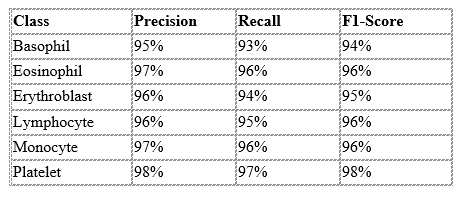 Class Precision Recall F1-Score
Basophil 95% 93% 94%
Eosinophil 97% 96% 96%
Erythroblast 96% 94% 95%
Lymphocyte 96% 95% 96%
Monocyte 97% 96% 96%
Platelet 98% 97% 98%